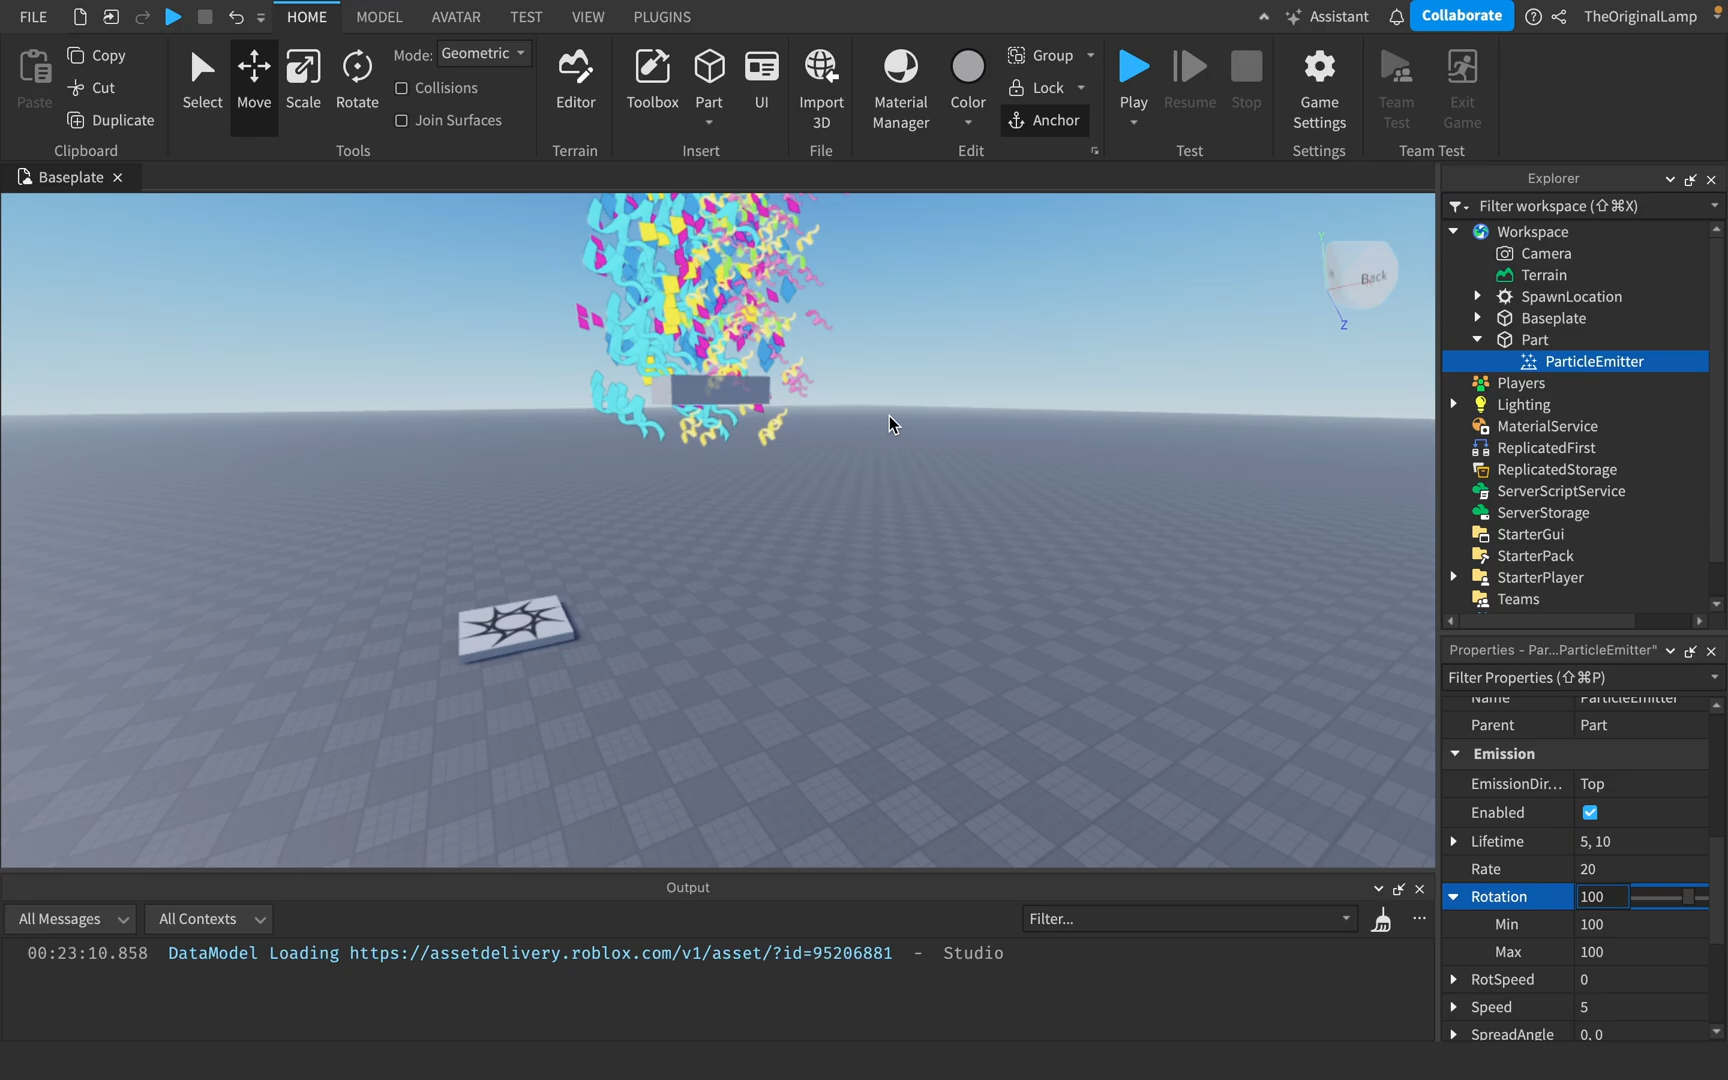 FILE HOME MODEL AVATAR TEST VIEW PLUGINS Assistant Collaborate TheOriginalLamp
Paste Copy Cut Duplicate Clipboard
Select Move Scale Rotate Mode: Geometric Collisions Join Surfaces Tools
Editor Terrain
Toolbox Part UI Insert
Import 3D File
Material Manager Color Group Lock Anchor Edit
Play Resume Stop Test
Game Settings Settings
Team Test Exit Game Team Test
Baseplate
Back
Y
Z
Explorer
Filter workspace (⇧⌘X)
Workspace
Camera
Terrain
SpawnLocation
Baseplate
Part
ParticleEmitter
Players
Lighting
MaterialService
ReplicatedFirst
ReplicatedStorage
ServerScriptService
ServerStorage
StarterGui
StarterPack
StarterPlayer
Teams
Properties - Par...ParticleEmitter"
Filter Properties (⇧⌘P)
Name ParticleEmitter
Parent Part
Emission
EmissionDir... Top
Enabled
Lifetime 5, 10
Rate 20
Rotation 100
Min 100
Max 100
RotSpeed 0
Speed 5
SpreadAngle 0, 0
Output
All Messages All Contexts Filter... ...
00:23:10.858 DataModel Loading https://assetdelivery.roblox.com/v1/asset/?id=95206881 - Studio